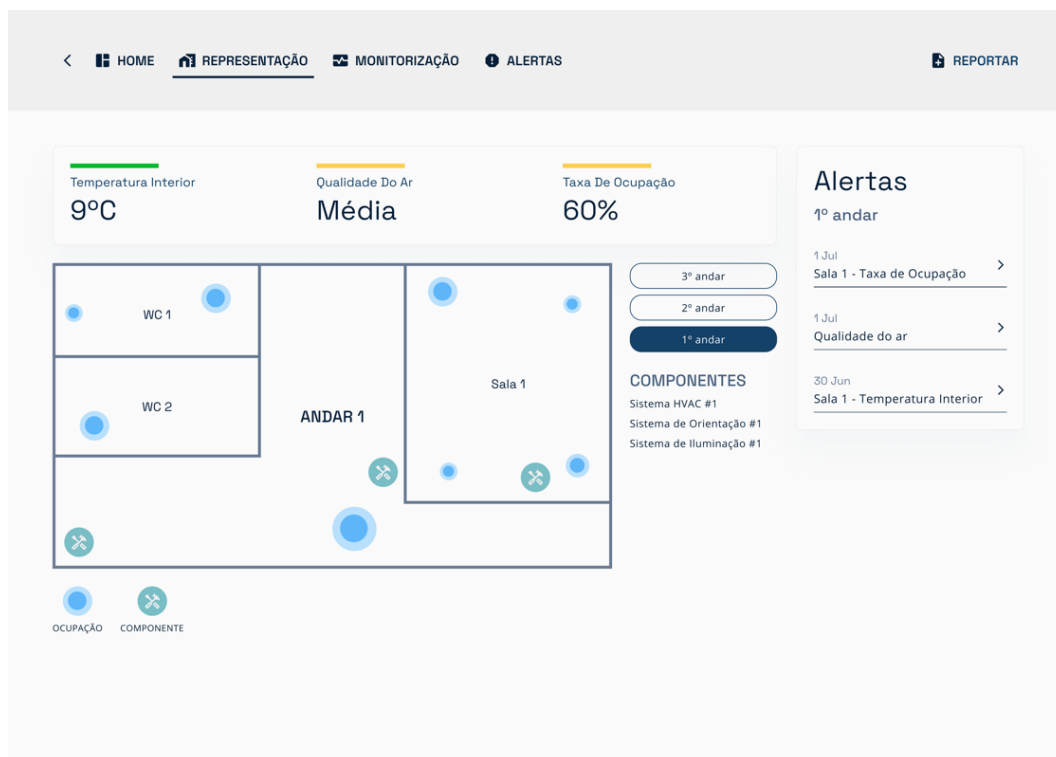 HOME
REPRESENTAÇÃO
MONITORIZAÇÃO
ALERTAS
REPORTAR
Temperatura Interior
9ºC
Qualidade Do Ar
Média
Taxa De Ocupação
60%
WC 1
WC 2
ANDAR 1
Sala 1
OCUPAÇÃO
COMPONENTE
3º andar
2º andar
1º andar
COMPONENTES
Sistema HVAC #1
Sistema de Orientação #1
Sistema de Iluminação #1
Alertas
1º andar
1 Jul
Sala 1 - Taxa de Ocupação
1 Jul
Qualidade do ar
30 Jun
Sala 1 - Temperatura Interior